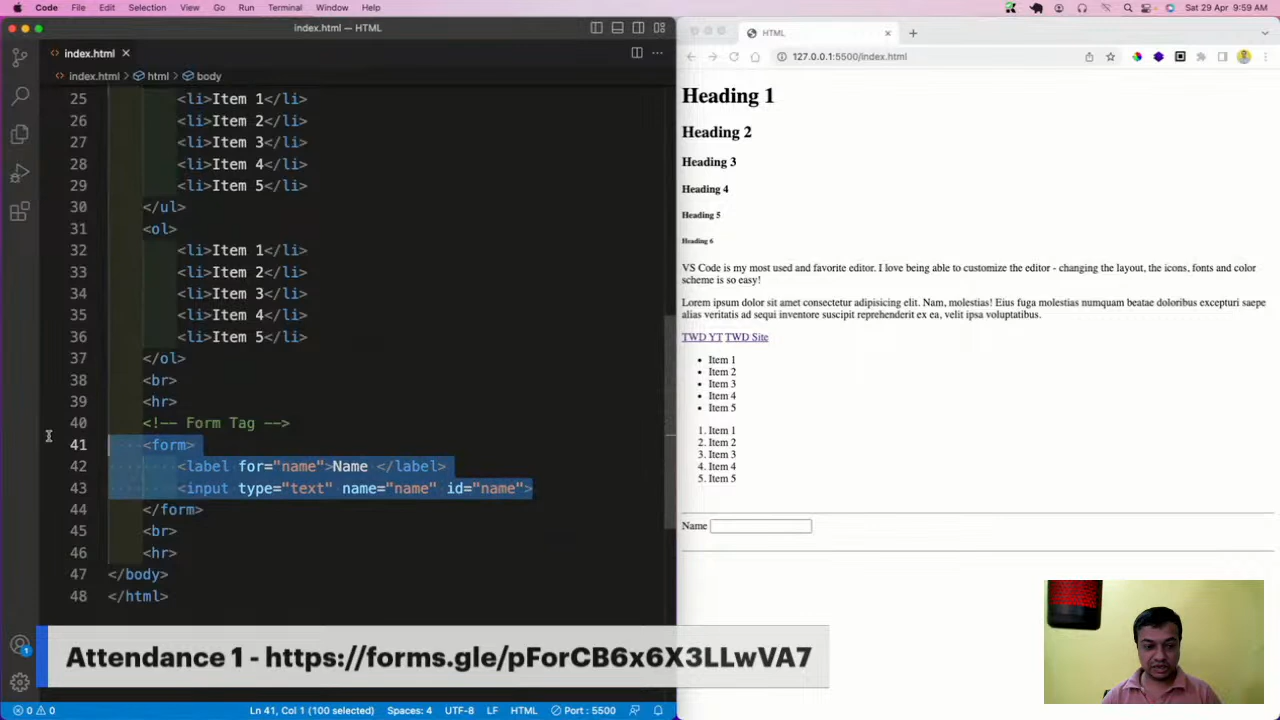 Code File Edit Selection View Go Run Terminal Window Help
Sun Apr 24 9:59 AM
index.html — HTML
index.html
index.html > html > body
25 <li>Item 1</li>
26 <li>Item 2</li>
27 <li>Item 3</li>
28 <li>Item 4</li>
29 <li>Item 5</li>
30 </ul>
31 <ol>
32 <li>Item 1</li>
33 <li>Item 2</li>
34 <li>Item 3</li>
35 <li>Item 4</li>
36 <li>Item 5</li>
37 </ol>
38 <br>
39 <hr>
40 <!-- Form Tag -->
41 <form>
42 <label for="name">Name </label>
43 <input type="text" name="name" id="name">
44 </form>
45 <br>
46 <hr>
47 </body>
48 </html>
1
0 0
Ln 41, Col 1 (100 selected)
Spaces: 4
UTF-8
LF
HTML
Port : 5500
HTML
127.0.0.1:5500/index.html
Heading 1
Heading 2
Heading 3
Heading 4
Heading 5
Heading 6
VS Code is my most used and favorite editor. I love being able to customize the editor - changing the layout, the icons, fonts and color
scheme is so easy!
Lorem ipsum dolor sit amet consectetur adipisicing elit. Nam, molestias! Eius fuga molestias numquam beatae doloribus excepturi saepe
alias veritatis ad sequi inventore suscipit reprehenderit ex ea, velit ipsa voluptatibus.
TWD YT TWD Site
• Item 1
• Item 2
• Item 3
• Item 4
• Item 5
1. Item 1
2. Item 2
3. Item 3
4. Item 4
5. Item 5
Name
Attendance 1 - https://forms.gle/pForCB6x6X3LLwVA7